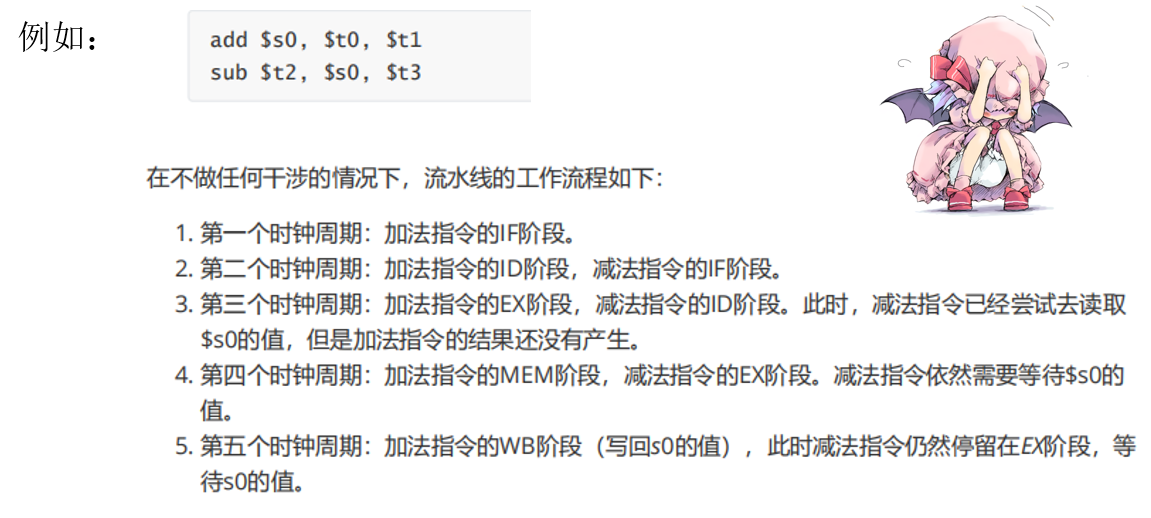 例如：
add $s0, $t0, $t1
sub $t2, $s0, $t3
在不做任何干涉的情况下，流水线的工作流程如下：
1. 第一个时钟周期：加法指令的IF阶段。
2. 第二个时钟周期：加法指令的ID阶段，减法指令的IF阶段。
3. 第三个时钟周期：加法指令的EX阶段，减法指令的ID阶段。此时，减法指令已经尝试去读取
$s0的值，但是加法指令的结果还没有产生。
4. 第四个时钟周期：加法指令的MEM阶段，减法指令的EX阶段。减法指令依然需要等待$s0的
值。
5. 第五个时钟周期：加法指令的WB阶段（写回s0的值），此时减法指令仍然停留在EX阶段，等
待s0的值。